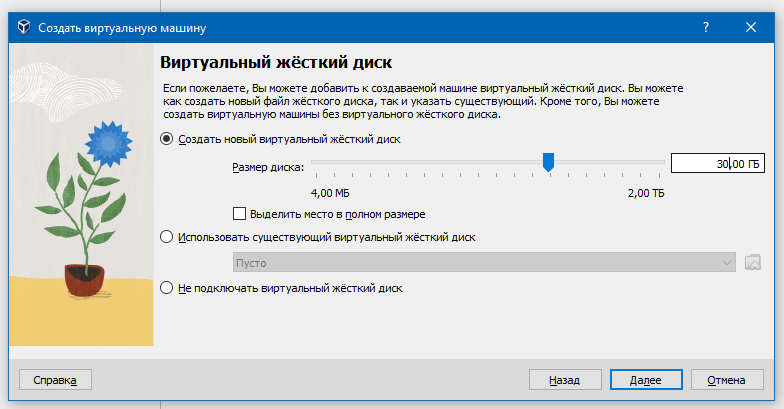 Создать виртуальную машину
?
Виртуальный жёсткий диск
Если пожелаете, Вы можете добавить к создаваемой машине виртуальный жёсткий диск. Вы можете
как создать новый файл жёсткого диска, так и указать существующий. Кроме того, Вы можете
создать виртуальную машины без виртуального жёсткого диска.
Создать новый виртуальный жёсткий диск
Размер диска:
30,00 ГБ
4,00 МБ
2,00 ТБ
Выделить место в полном размере
Использовать существующий виртуальный жёсткий диск
Пусто
Не подключать виртуальный жёсткий диск
Справка
Назад
Далее
Отмена